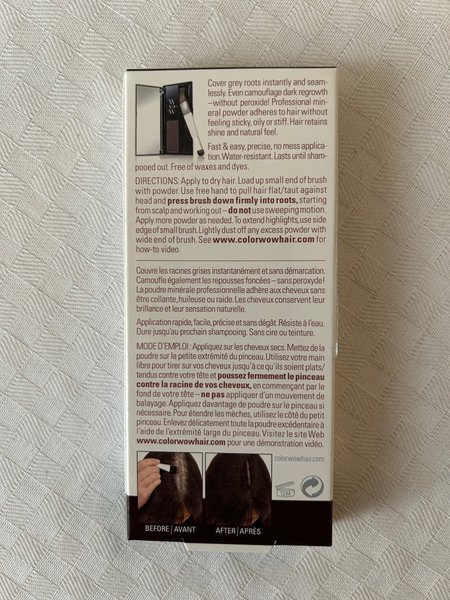 Cover grey roots instantly and seam-
lessly. Even camouflage dark regrowth
–without peroxide! Professional min-
eral powder adheres to hair without
feeling sticky, oily or stiff. Hair retains
shine and natural feel.
Fast & easy, precise, no mess applica-
tion. Water-resistant. Lasts until sham-
pooed out. Free of waxes and dyes.
DIRECTIONS: Apply to dry hair. Load up small end of brush
with powder. Use free hand to pull hair flat/taut against
head and press brush down firmly into roots, starting
from scalp and working out – do not use sweeping motion.
Apply more powder as needed. To extend highlights, use side
edge of small brush. Lightly dust off any excess powder with
wide end of brush. See www.colorwowhair.com for
how-to video.
Couvre les racines grises instantanément et sans démarcation.
Camoufle également les repousses foncées – sans peroxyde!
La poudre minérale professionnelle adhère aux cheveux sans
être collante, huileuse ou raide. Les cheveux conservent leur
brillance et leur sensation naturelle.
Application rapide, facile, précise et sans dégât. Résiste à l'eau.
Dure jusqu'au prochain shampooing. Sans cire ou teinture.
MODE D'EMPLOI : Appliquez sur les cheveux secs. Mettez de la
poudre sur la petite extrémité du pinceau. Utilisez votre main
libre pour tirer sur vos cheveux jusqu'à ce qu'ils soient plats/
tendus contre votre tête et poussez fermement le pinceau
contre la racine de vos cheveux, en commençant par le
fond de votre tête – ne pas appliquer d'un mouvement de
balayage. Appliquez davantage de poudre sur le pinceau si
nécessaire. Pour étendre les mèches, utilisez le côté du petit
pinceau. Enlevez délicatement toute la poudre excédentaire à
l'aide de l'extrémité large du pinceau. Visitez le site Web
www.colorwowhair.com pour une démonstration vidéo.
colorwowhair.com
BEFORE | AVANT
AFTER | APRÈS